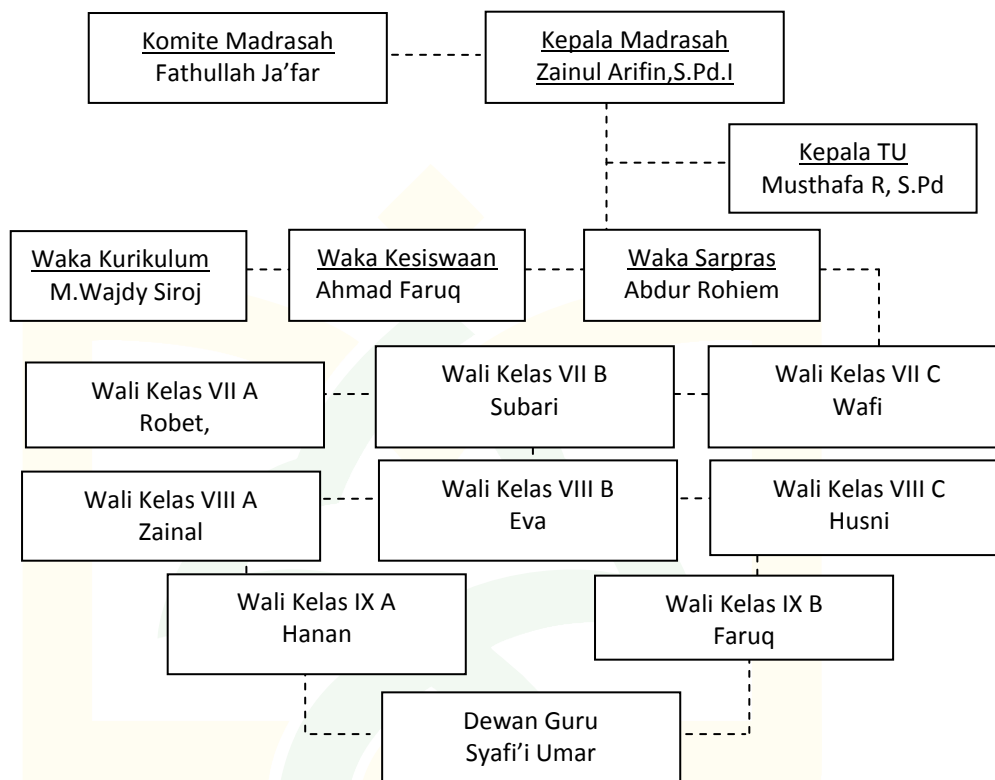 Komite Madrasah
Fathullah Ja’far
Kepala Madrasah
Zainul Arifin,S.Pd.I
Kepala TU
Musthafa R, S.Pd
Waka Kurikulum
M.Wajdy Siroj
Waka Kesiswaan
Ahmad Faruq
Waka Sarpras
Abdur Rohiem
Wali Kelas VII A
Robet,
Wali Kelas VII B
Subari
Wali Kelas VII C
Wafi
Wali Kelas VIII A
Zainal
Wali Kelas VIII B
Eva
Wali Kelas VIII C
Husni
Wali Kelas IX A
Hanan
Wali Kelas IX B
Faruq
Dewan Guru
Syafi’i Umar